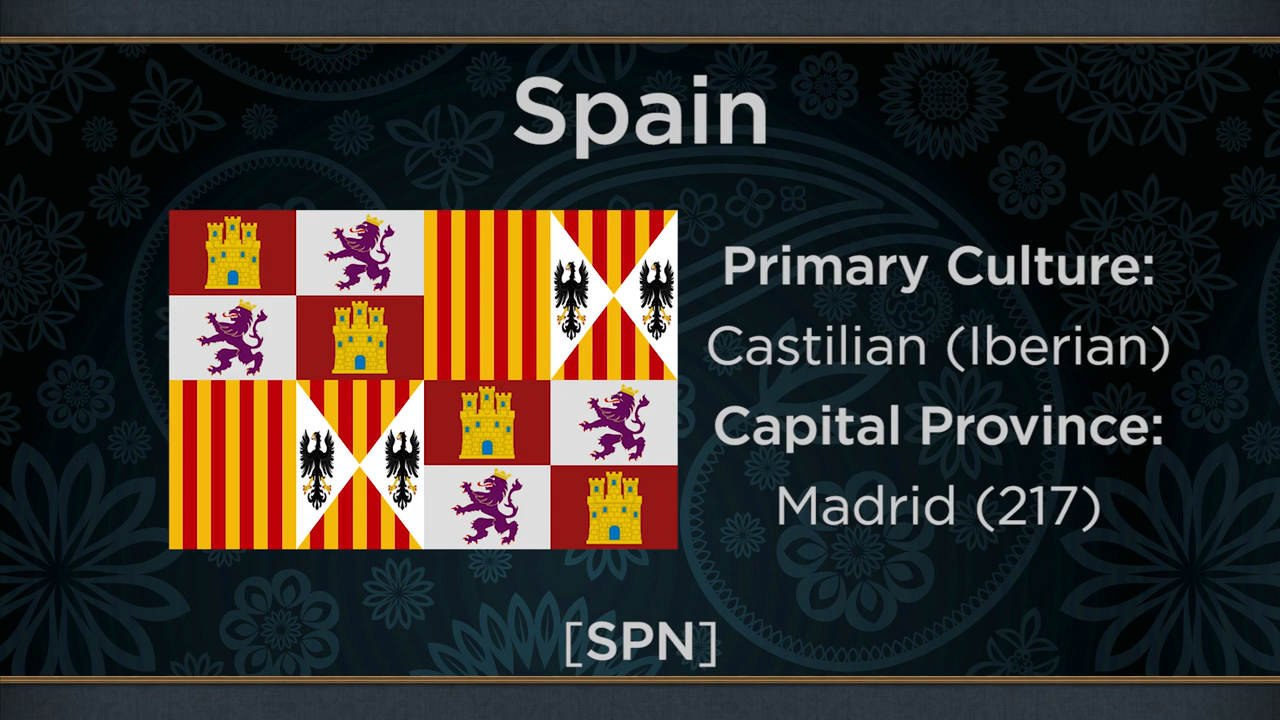 Spain
Primary Culture:
Castilian (Iberian)
Capital Province:
Madrid (217)
[SPN]